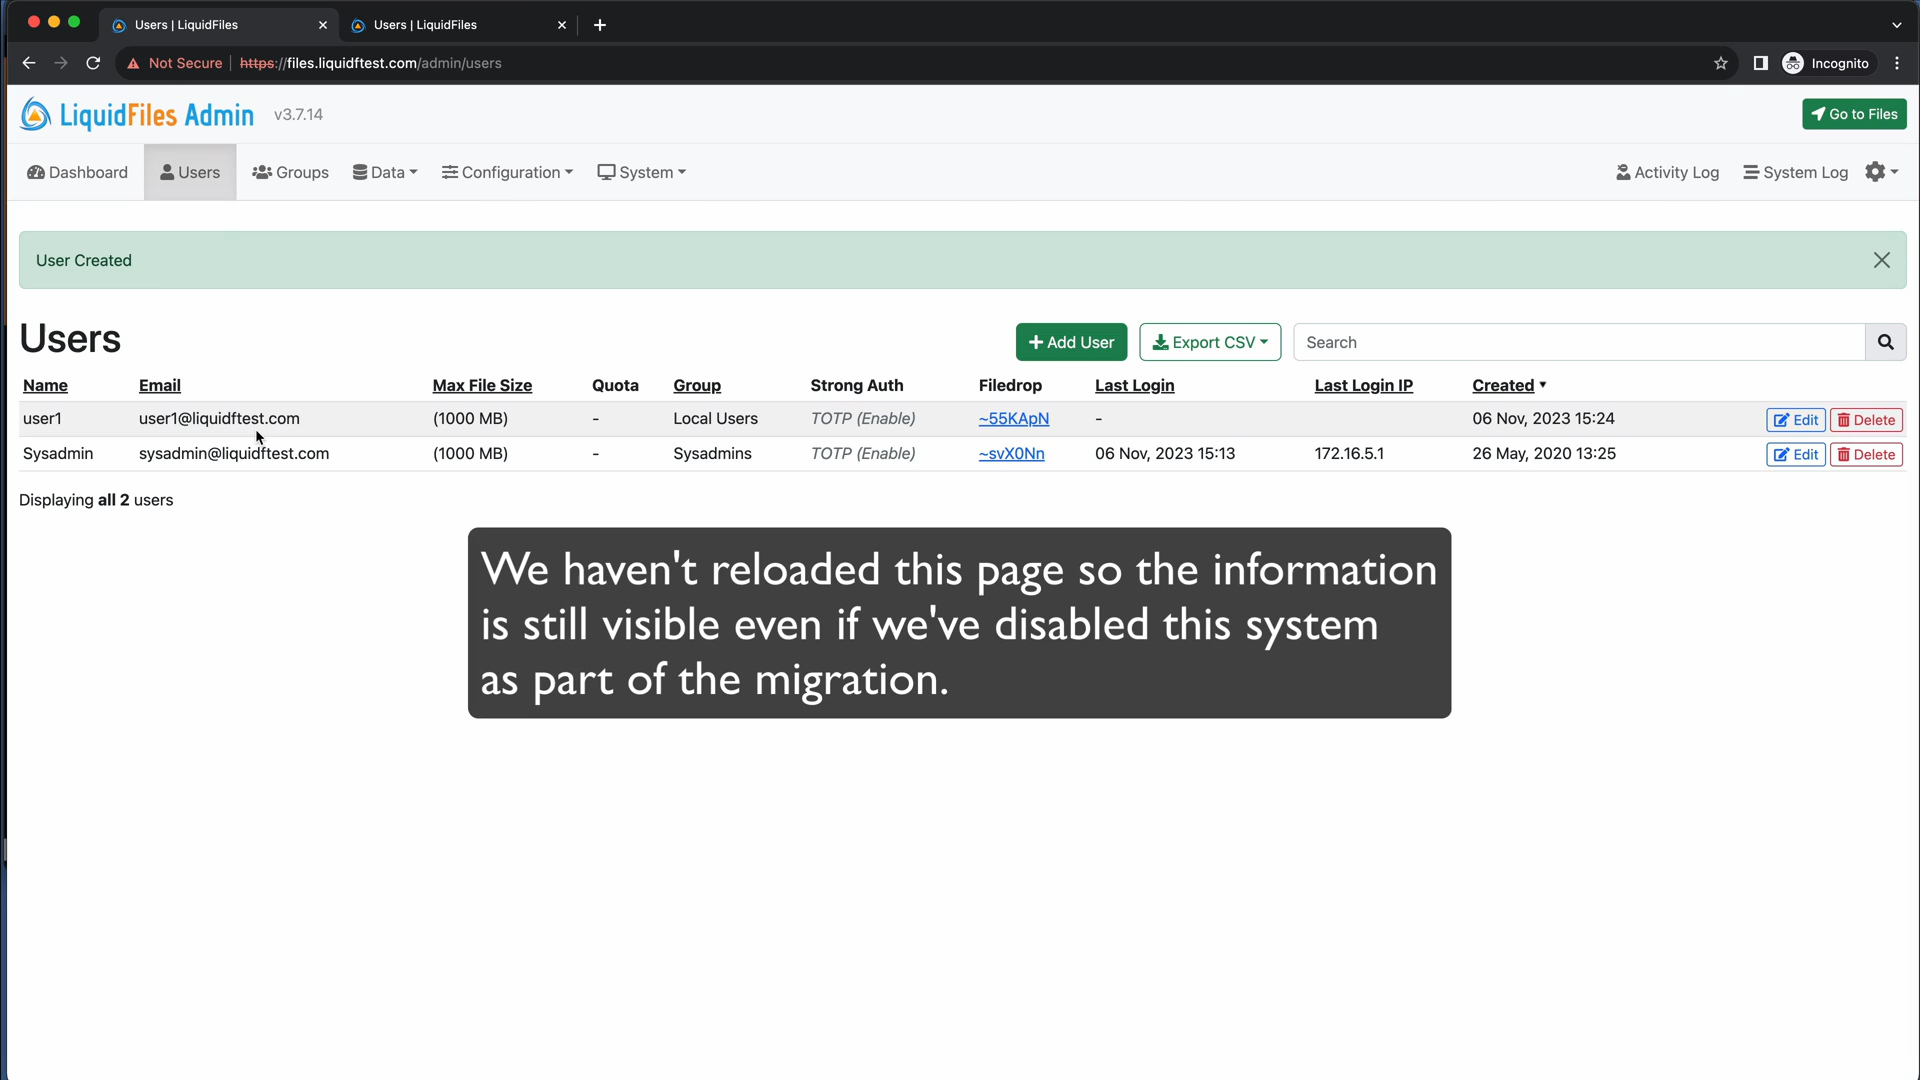 Users | LiquidFiles
Users | LiquidFiles
Not Secure https://files.liquidftest.com/admin/users
Incognito
LiquidFiles Admin v3.7.14
Go to Files
Dashboard Users Groups Data Configuration System Activity Log System Log
User Created
Users
Add User Export CSV Search
Name Email Max File Size Quota Group Strong Auth Filedrop Last Login Last Login IP Created
user1 user1@liquidftest.com (1000 MB) - Local Users TOTP (Enable) ~55KApN - 06 Nov, 2023 15:24 Edit Delete
Sysadmin sysadmin@liquidftest.com (1000 MB) - Sysadmins TOTP (Enable) ~svX0Nn 06 Nov, 2023 15:13 172.16.5.1 26 May, 2020 13:25 Edit Delete
Displaying all 2 users
We haven't reloaded this page so the information
is still visible even if we've disabled this system
as part of the migration.